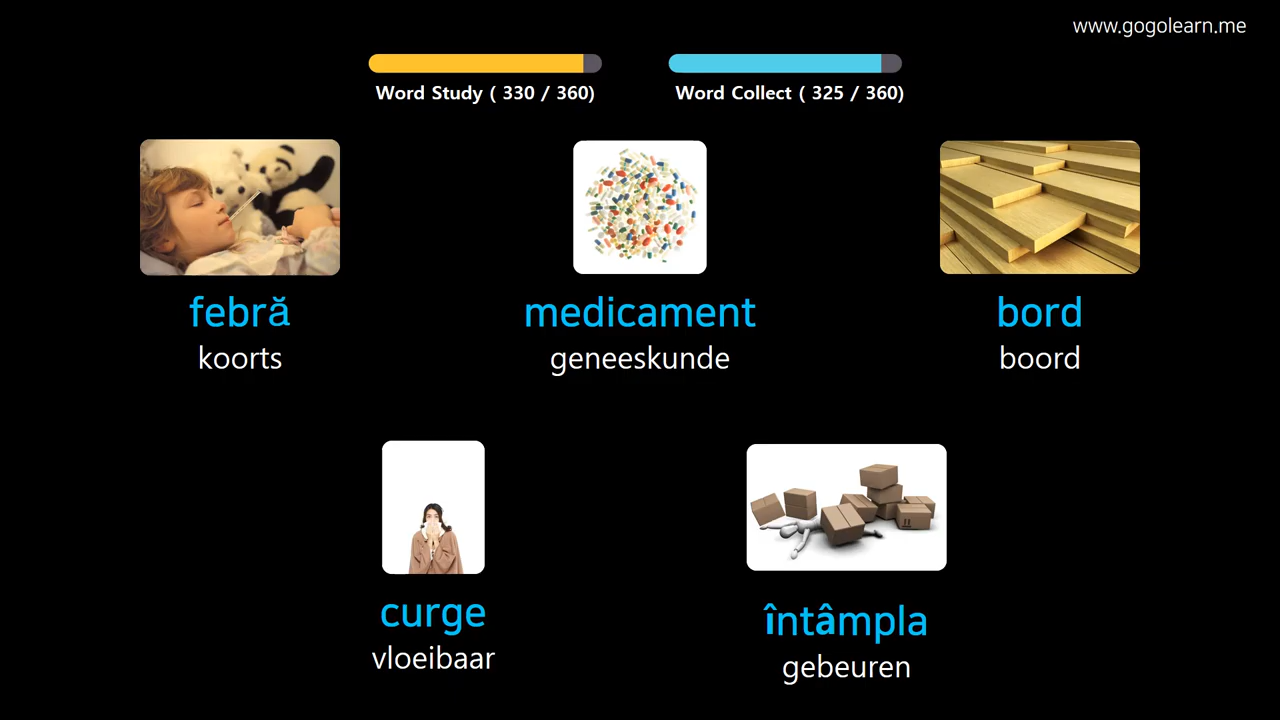 www.gogolearn.me
Word Study ( 330 / 360)
Word Collect ( 325 / 360)
febră
koorts
medicament
geneeskunde
bord
boord
curge
vloeibaar
întâmpla
gebeuren